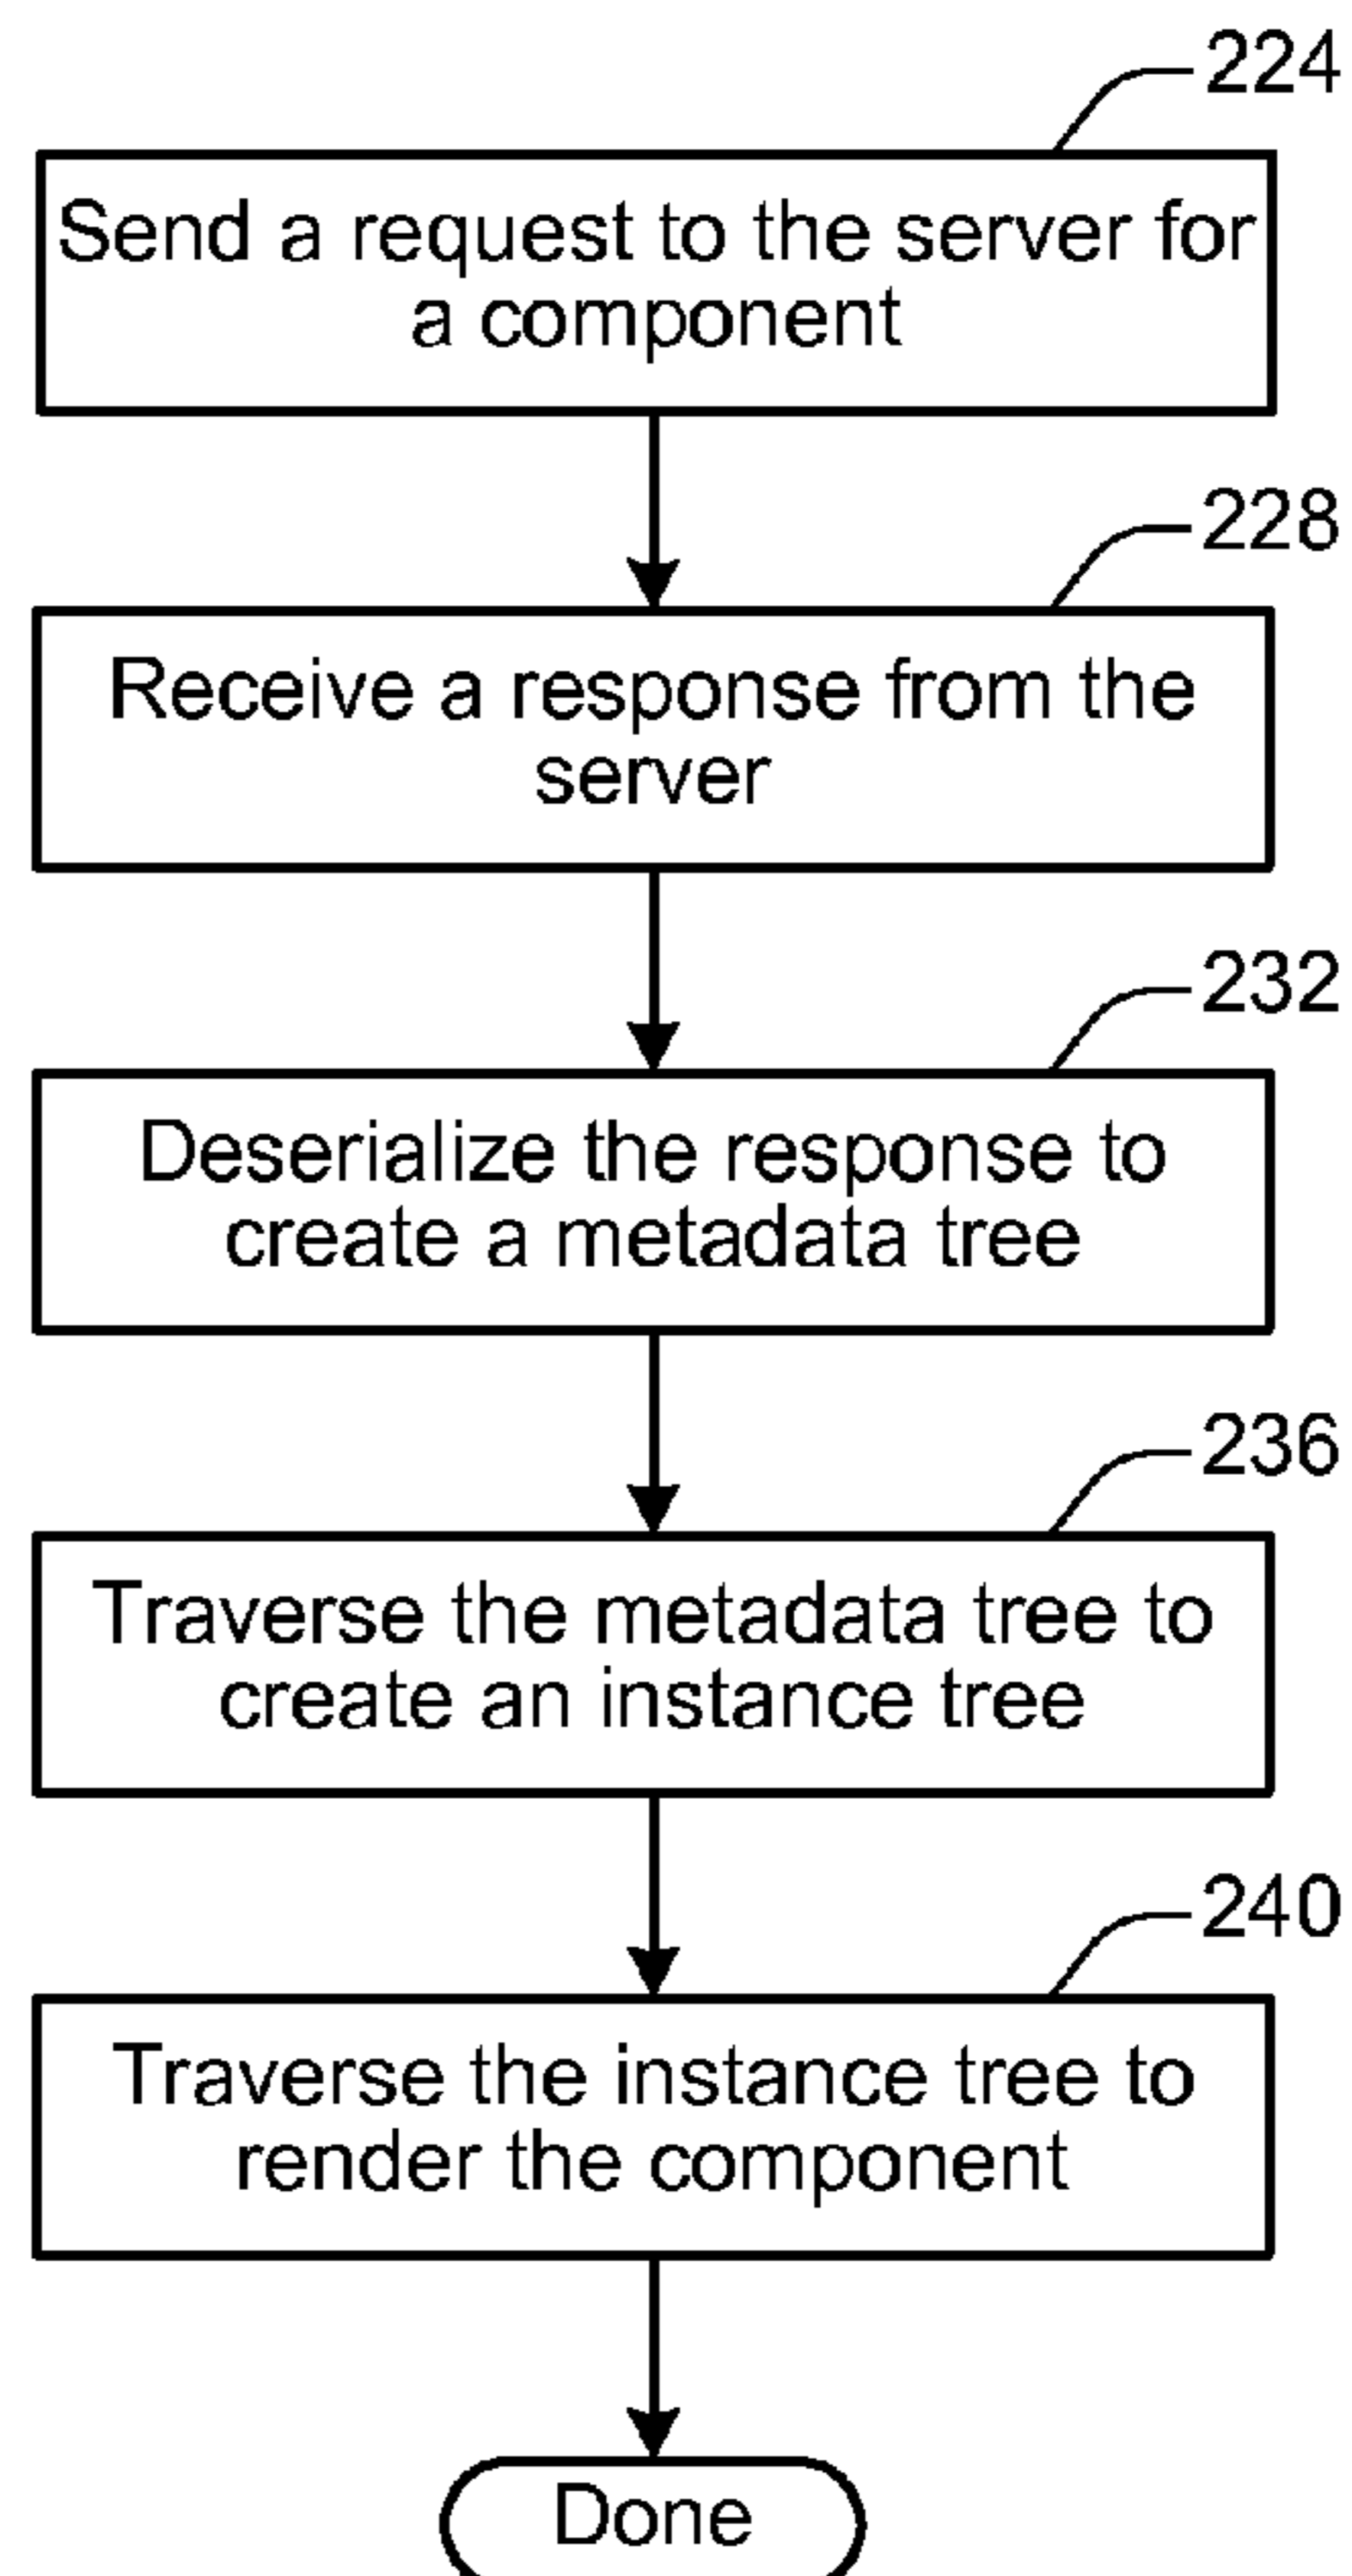 224
Send a request to the server for
a component
228
Receive a response from the
server
232
Deserialize the response to
create a metadata tree
236
Traverse the metadata tree to
create an instance tree
240
Traverse the instance tree to
render the component
Done